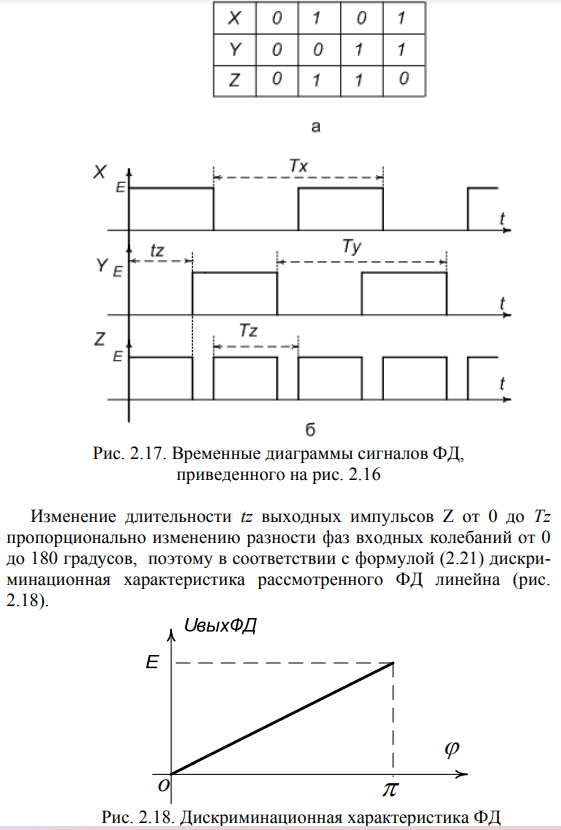 X 0 1 0 1
Y 0 0 1 1
Z 0 1 1 0
а
X E Tx t
tz
Y E Ty t
Z E Tz t
б
Рис. 2.17. Временные диаграммы сигналов ФД,
приведенного на рис. 2.16
Изменение длительности tz выходных импульсов Z от 0 до Tz
пропорционально изменению разности фаз входных колебаний от 0
до 180 градусов, поэтому в соответствии с формулой (2.21) дискри-
минационная характеристика рассмотренного ФД линейна (рис.
2.18).
UвыхФД
E
φ
0 π
Рис. 2.18. Дискриминационная характеристика ФД